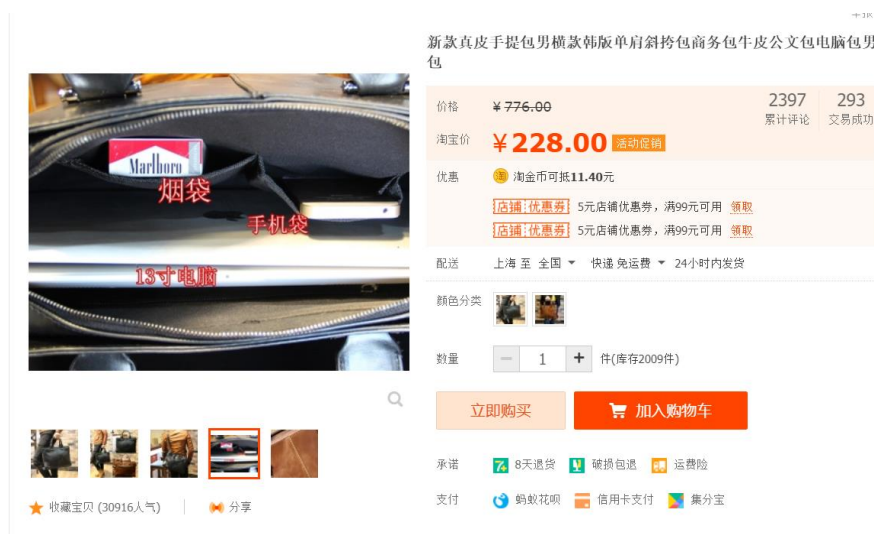 新款真皮手提包男横款韩版单肩斜挎包商务包牛皮公文包电脑包男
包
价格 ¥776.00
2397 累计评论
293 交易成功
淘宝价 ¥228.00 活动促销
优惠 淘 淘金币可抵11.40元
店铺优惠券 5元店铺优惠券，满99元可用 领取
店铺优惠券 5元店铺优惠券，满99元可用 领取
配送 上海 至 全国 快递 免运费 24小时内发货
颜色分类
数量 － 1 + 件(库存2009件)
立即购买 加入购物车
承诺 7 8天退货 破损包退 运费险
支付 蚂蚁花呗 信用卡支付 集分宝
Marlboro
烟袋
手机袋
13寸电脑
收藏宝贝 (30916人气) 分享